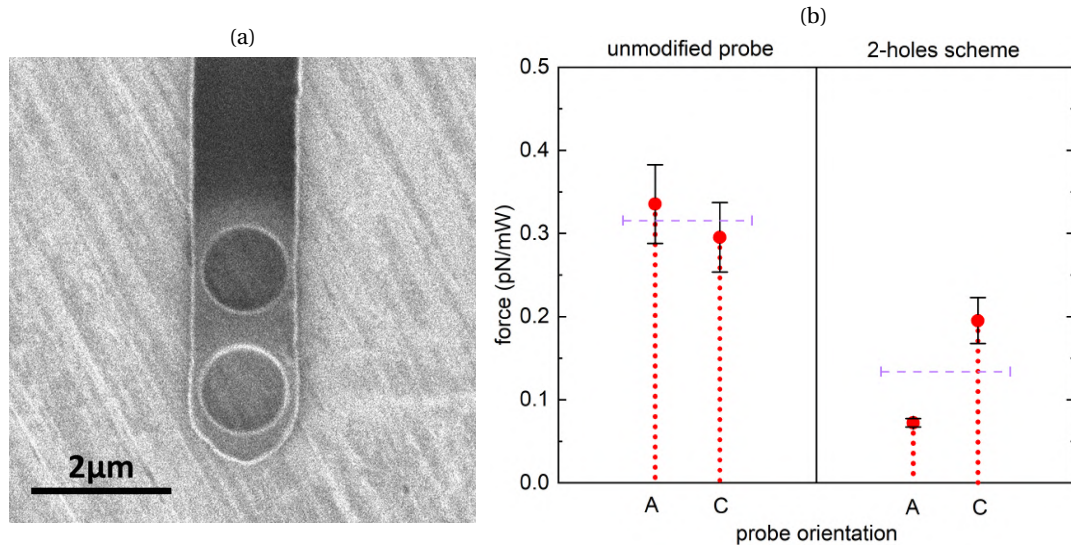 (a)
2µm
(b)
unmodified probe
2-holes scheme
force (pN/mW)
0.5
0.4
0.3
0.2
0.1
0.0
A
C
A
C
probe orientation